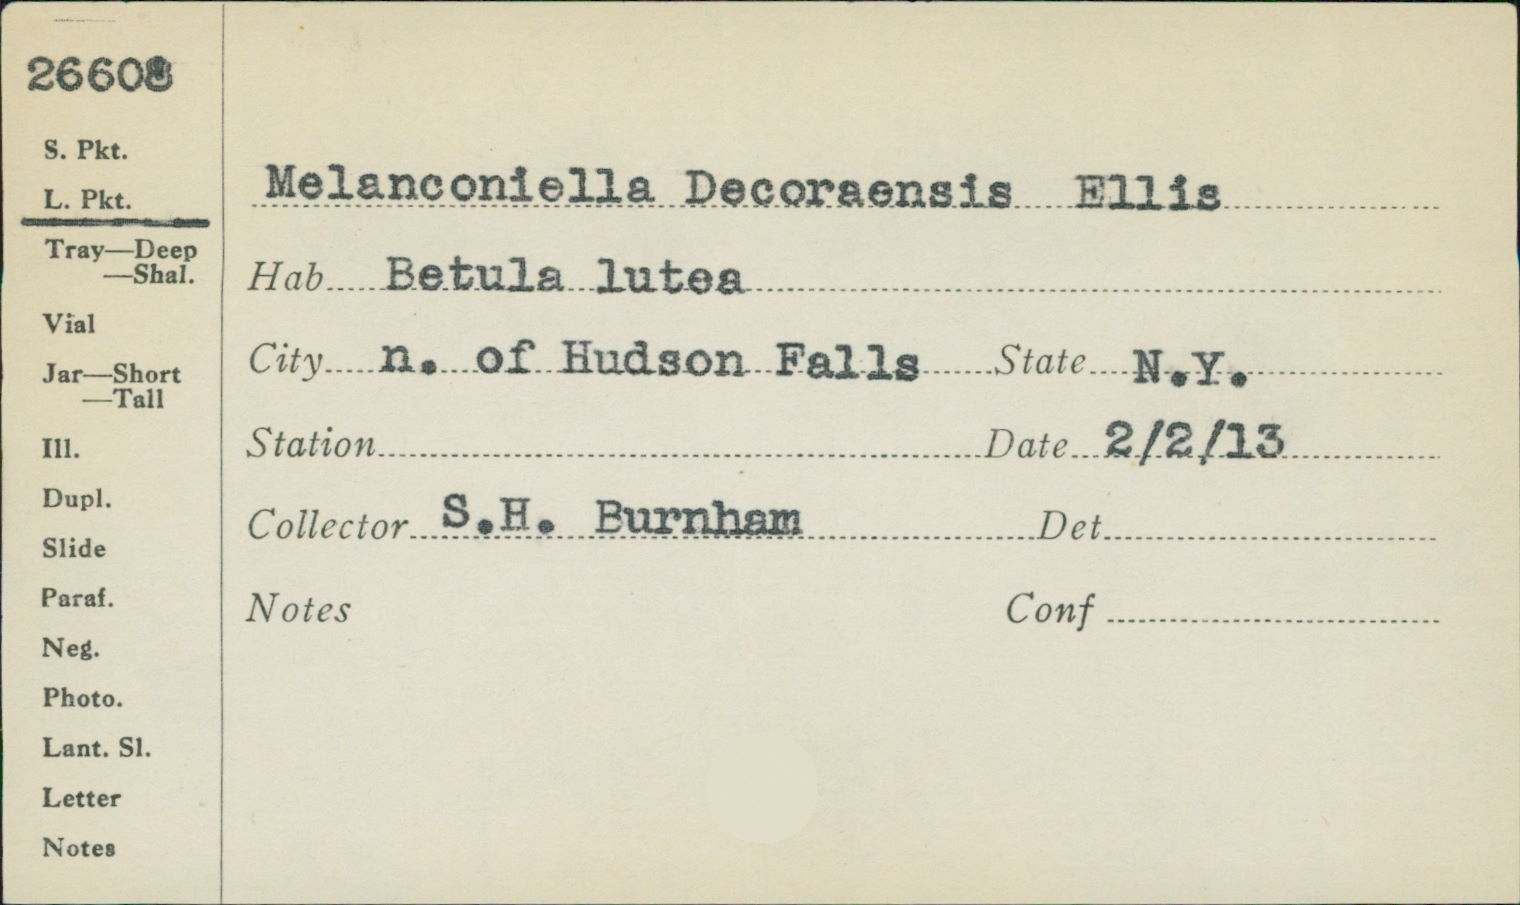 26608
S. Pkt.
L. Pkt.
Tray—Deep
—Shal.
Vial
Jar—Short
—Tall
Ill.
Dupl.
Slide
Paraf.
Neg.
Photo.
Lant. Sl.
Letter
Notes
Melanconiella Decoraensis Ellis
Hab Betula lutea
City n. of Hudson Falls State N.Y.
Station Date 2/2/13
Collector S.H. Burnham Det
Notes Conf